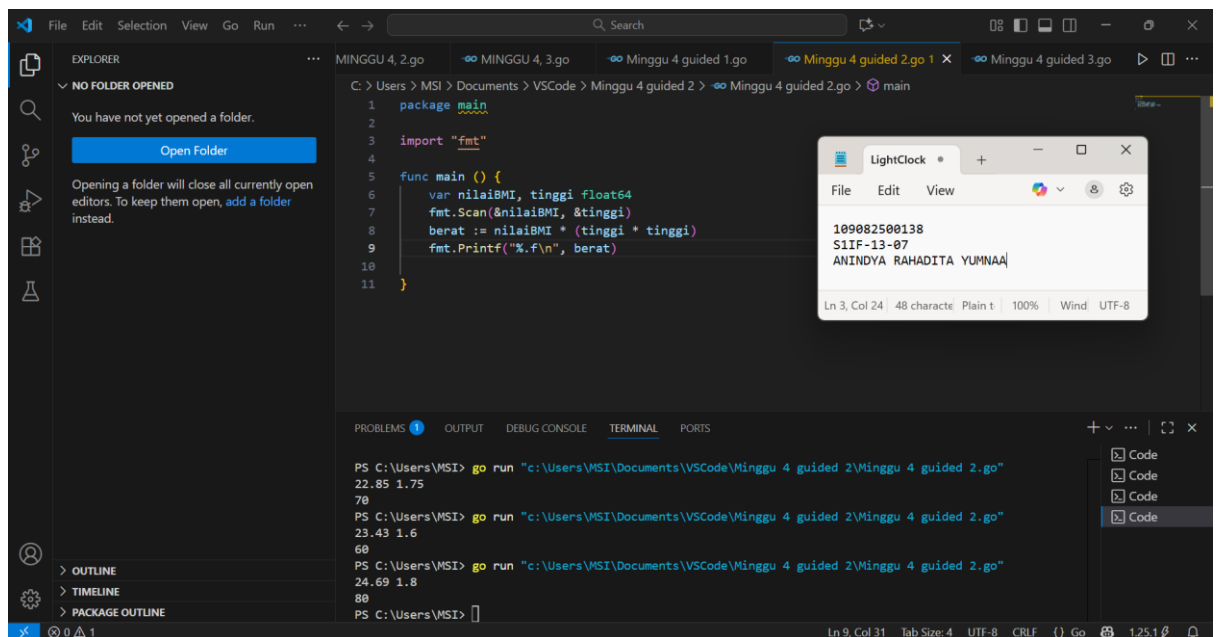 File Edit Selection View Go Run ··· Search
EXPLORER ···
NO FOLDER OPENED
You have not yet opened a folder.
Open Folder
Opening a folder will close all currently open
editors. To keep them open, add a folder
instead.
OUTLINE
TIMELINE
PACKAGE OUTLINE
MINGGU 4, 2.go MINGGU 4, 3.go Minggu 4 guided 1.go Minggu 4 guided 2.go 1 Minggu 4 guided 3.go ···
C: > Users > MSI > Documents > VSCode > Minggu 4 guided 2 > Minggu 4 guided 2.go > main
1 package main
2
3 import "fmt"
4
5 func main () {
6 var nilaiBMI, tinggi float64
7 fmt.Scan(&nilaiBMI, &tinggi)
8 berat := nilaiBMI * (tinggi * tinggi)
9 fmt.Printf("%.f\n", berat)
10
11 }
LightClock
File Edit View
109082500138
S1IF-13-07
ANINDYA RAHADITA YUMNAA
Ln 3, Col 24 48 characte Plain t 100% Wind UTF-8
PROBLEMS 1 OUTPUT DEBUG CONSOLE TERMINAL PORTS
PS C:\Users\MSI> go run "c:\Users\MSI\Documents\VSCode\Minggu 4 guided 2\Minggu 4 guided 2.go"
22.85 1.75
70
PS C:\Users\MSI> go run "c:\Users\MSI\Documents\VSCode\Minggu 4 guided 2\Minggu 4 guided 2.go"
23.43 1.6
60
PS C:\Users\MSI> go run "c:\Users\MSI\Documents\VSCode\Minggu 4 guided 2\Minggu 4 guided 2.go"
24.69 1.8
80
PS C:\Users\MSI>
Code
Code
Code
Code
0 1 Ln 9, Col 31 Tab Size: 4 UTF-8 CRLF {} Go 1.25.1